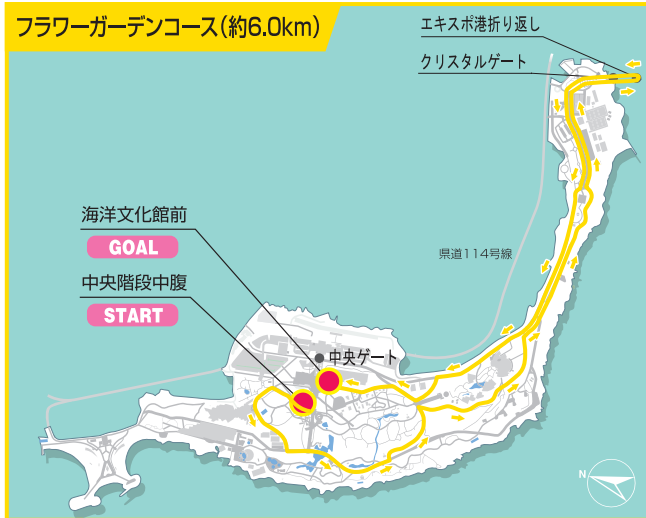 フラワーガーデンコース(約6.0km)
エキスポ港折り返し
クリスタルゲート
海洋文化館前
GOAL
県道114号線
中央階段中腹
START
中央ゲート
N